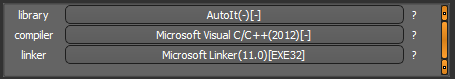 library AutoIt(-)[-] ?
compiler Microsoft Visual C/C++(2012)[-] ?
linker Microsoft Linker(11.0)[EXE32] ?